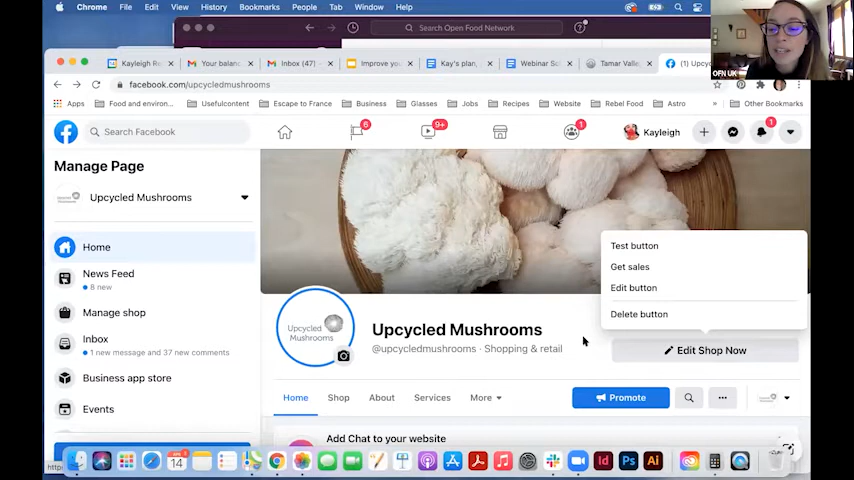 Chrome File Edit View History Bookmarks People Tab Window Help
Search Open Food Network
Kayleigh R
Your balanc
Inbox (51) –
Improve you
Kay's plan,
Webinar Sc
Tamar Valle
(1) Upcyc
facebook.com/upcycledmushrooms
OFN UK
Apps Food and environ... Usefulcontent Escape to France Business Glasses Jobs Recipes Website Rebel Food Astro » Other Bookmarks
Search Facebook
6
9+
1
Kayleigh
1
Manage Page
Upcycled Mushrooms
Home
News Feed
8 new
Manage shop
Inbox
1 new message and 37 new comments
Business app store
Events
Test button
Get sales
Edit button
Delete button
Upcycled
Mushrooms
Upcycled Mushrooms
@upcycledmushrooms · Shopping & retail
Edit Shop Now
Home Shop About Services More
Promote
Add Chat to your website
14